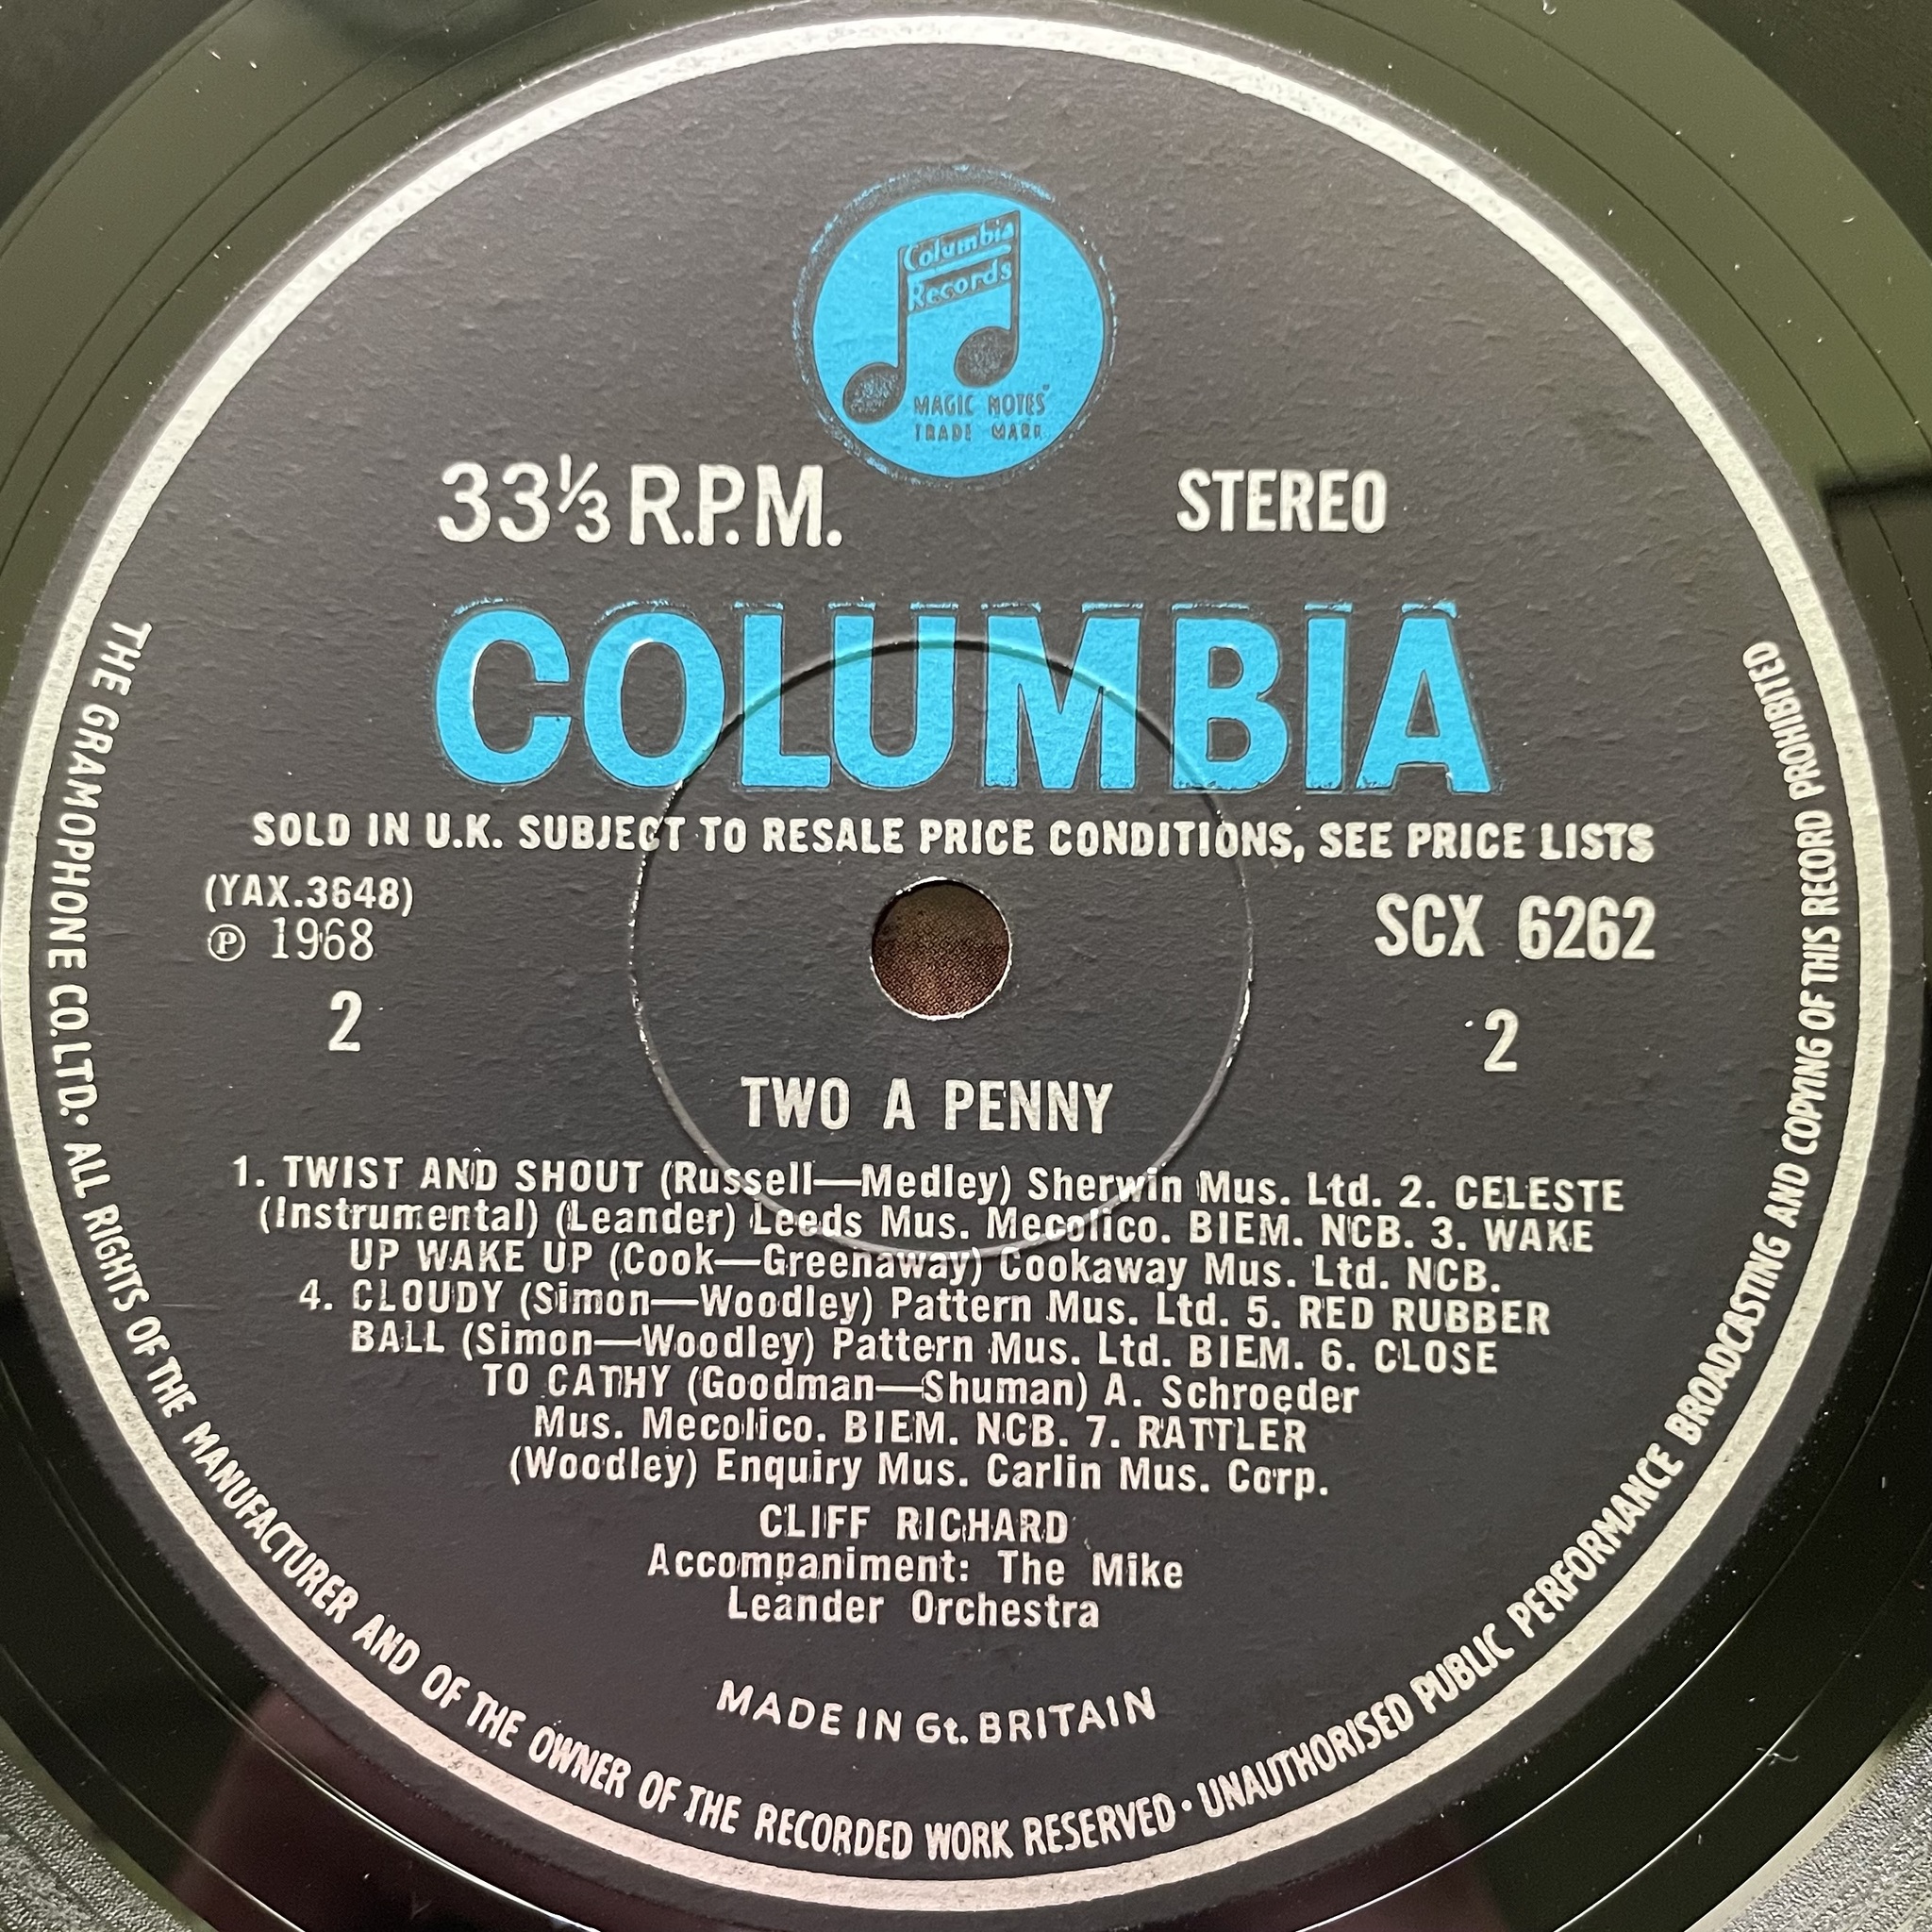 Columbia
Records
MAGIC NOTES
TRADE MARK
33⅓ R.P.M.
STEREO
COLUMBIA
SOLD IN U.K. SUBJECT TO RESALE PRICE CONDITIONS, SEE PRICE LISTS
(YAX.3648)
℗ 1968
SCX 6262
2
2
TWO A PENNY
1. TWIST AND SHOUT (Russell—Medley) Sherwin Mus. Ltd. 2. CELESTE
(Instrumental) (Leander) Leeds Mus. Mecolico. BIEM. NCB. 3. WAKE
UP WAKE UP (Cook—Greenaway) Cookaway Mus. Ltd. NCB.
4. CLOUDY (Simon—Woodley) Pattern Mus. Ltd. 5. RED RUBBER
BALL (Simon—Woodley) Pattern Mus. Ltd. BIEM. 6. CLOSE
TO CATHY (Goodman—Shuman) A. Schroeder
Mus. Mecolico. BIEM. NCB. 7. RATTLER
(Woodley) Enquiry Mus. Carlin Mus. Corp.
CLIFF RICHARD
Accompaniment: The Mike
Leander Orchestra
MADE IN Gt. BRITAIN
THE GRAMOPHONE CO. LTD. • ALL RIGHTS OF THE MANUFACTURER AND OF THE OWNER OF THE RECORDED WORK RESERVED • UNAUTHORISED PUBLIC PERFORMANCE BROADCASTING AND COPYING OF THIS RECORD PROHIBITED